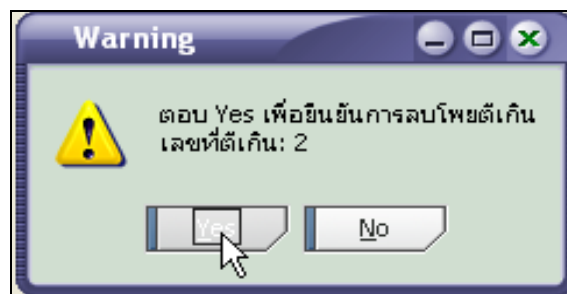 Warning
ตอบ Yes เพื่อยืนยันการลบโพยตีเกิน
เลขที่ตีเกิน: 2
Yes
No